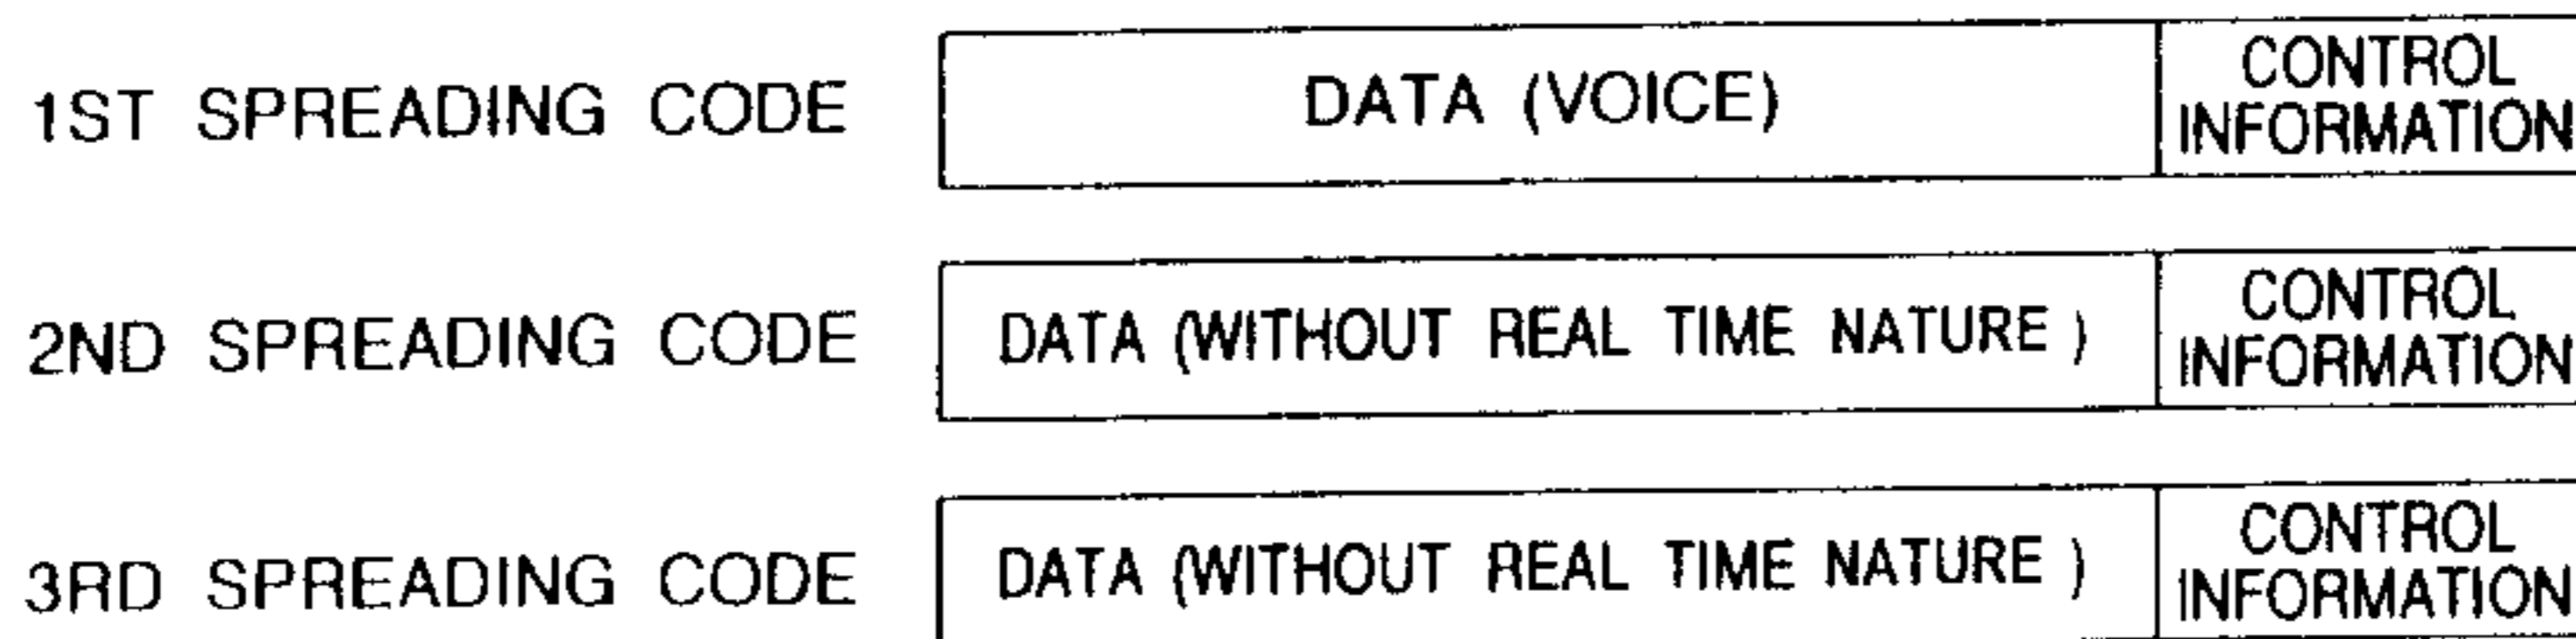 1ST SPREADING CODE DATA (VOICE) CONTROL
INFORMATION
2ND SPREADING CODE DATA (WITHOUT REAL TIME NATURE ) CONTROL
INFORMATION
3RD SPREADING CODE DATA (WITHOUT REAL TIME NATURE ) CONTROL
INFORMATION